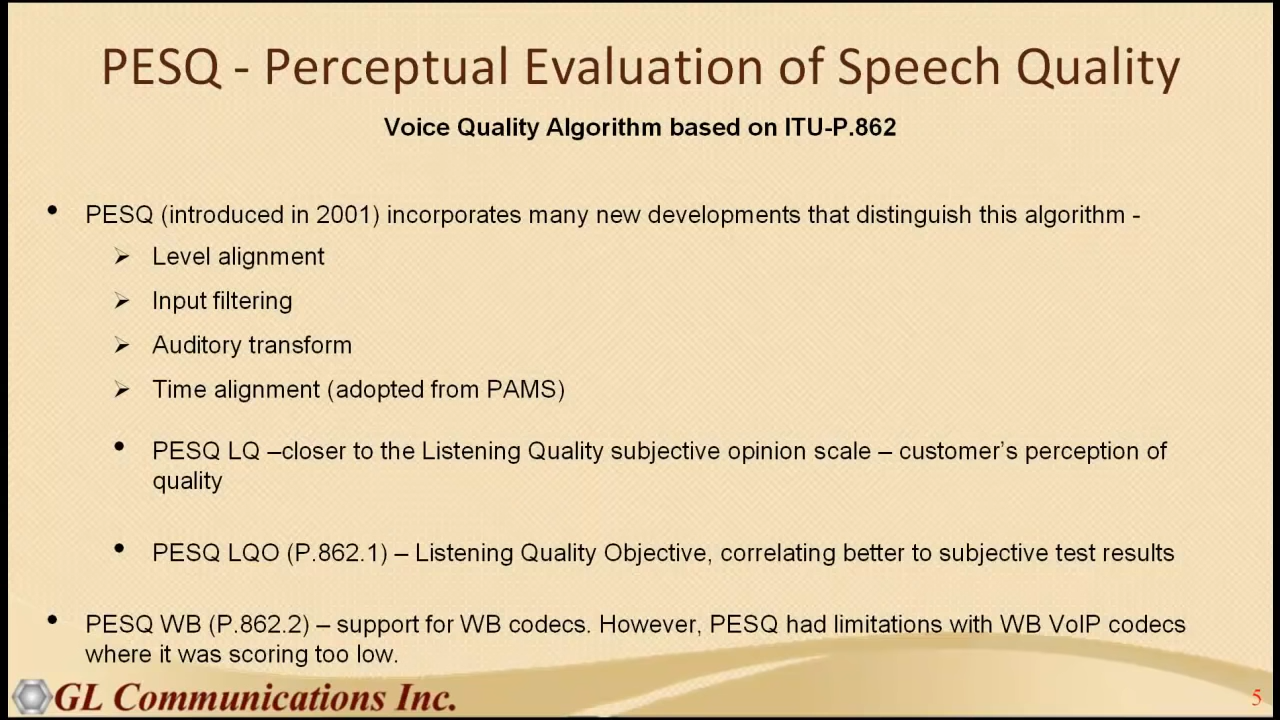 PESQ - Perceptual Evaluation of Speech Quality
Voice Quality Algorithm based on ITU-P.862
• PESQ (introduced in 2001) incorporates many new developments that distinguish this algorithm -
➢ Level alignment
➢ Input filtering
➢ Auditory transform
➢ Time alignment (adopted from PAMS)
• PESQ LQ –closer to the Listening Quality subjective opinion scale – customer’s perception of
quality
• PESQ LQO (P.862.1) – Listening Quality Objective, correlating better to subjective test results
• PESQ WB (P.862.2) – support for WB codecs. However, PESQ had limitations with WB VoIP codecs
where it was scoring too low.
GL Communications Inc.
5